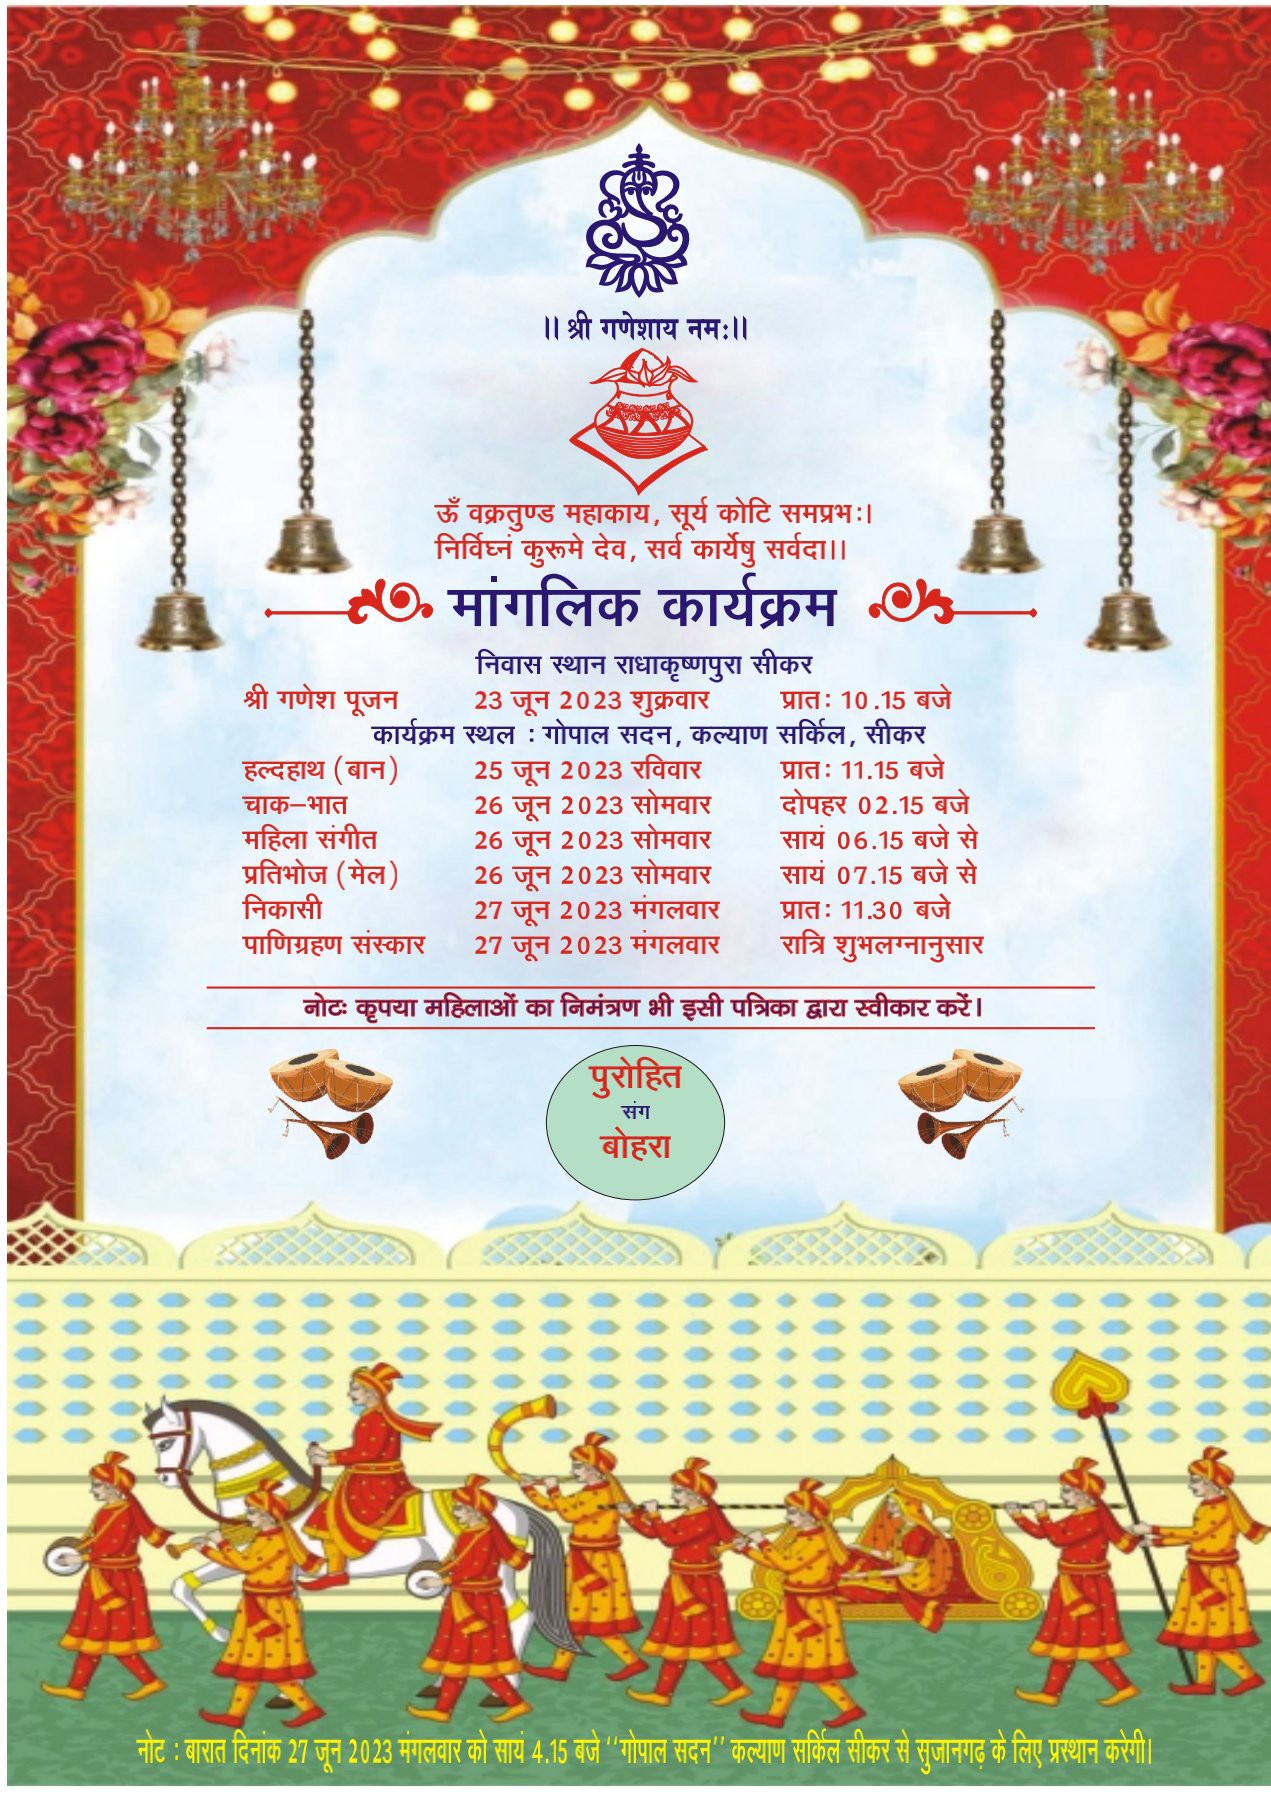 ।। श्री गणेशाय नमः।।
ऊँ वक्रतुण्ड महाकाय, सूर्य कोटि समप्रभः।
निर्विघ्नं कुरूमे देव, सर्व कार्येषु सर्वदा।।
मांगलिक कार्यक्रम
निवास स्थान राधाकृष्णपुरा सीकर
श्री गणेश पूजन 23 जून 2023 शुक्रवार प्रातः 10.15 बजे
कार्यक्रम स्थल : गोपाल सदन, कल्याण सर्किल, सीकर
हल्दहाथ (बान) 25 जून 2023 रविवार प्रातः 11.15 बजे
चाक–भात 26 जून 2023 सोमवार दोपहर 02.15 बजे
महिला संगीत 26 जून 2023 सोमवार सायं 06.15 बजे से
प्रतिभोज (मेल) 26 जून 2023 सोमवार सायं 07.15 बजे से
निकासी 27 जून 2023 मंगलवार प्रातः 11.30 बजे
पाणिग्रहण संस्कार 27 जून 2023 मंगलवार रात्रि शुभलग्नानुसार
नोटः कृपया महिलाओं का निमंत्रण भी इसी पत्रिका द्वारा स्वीकार करें।
पुरोहित
संग
बोहरा
नोट : बारात दिनांक 27 जून 2023 मंगलवार को सायं 4.15 बजे ‘‘गोपाल सदन’’ कल्याण सर्किल सीकर से सुजानगढ़ के लिए प्रस्थान करेगी।